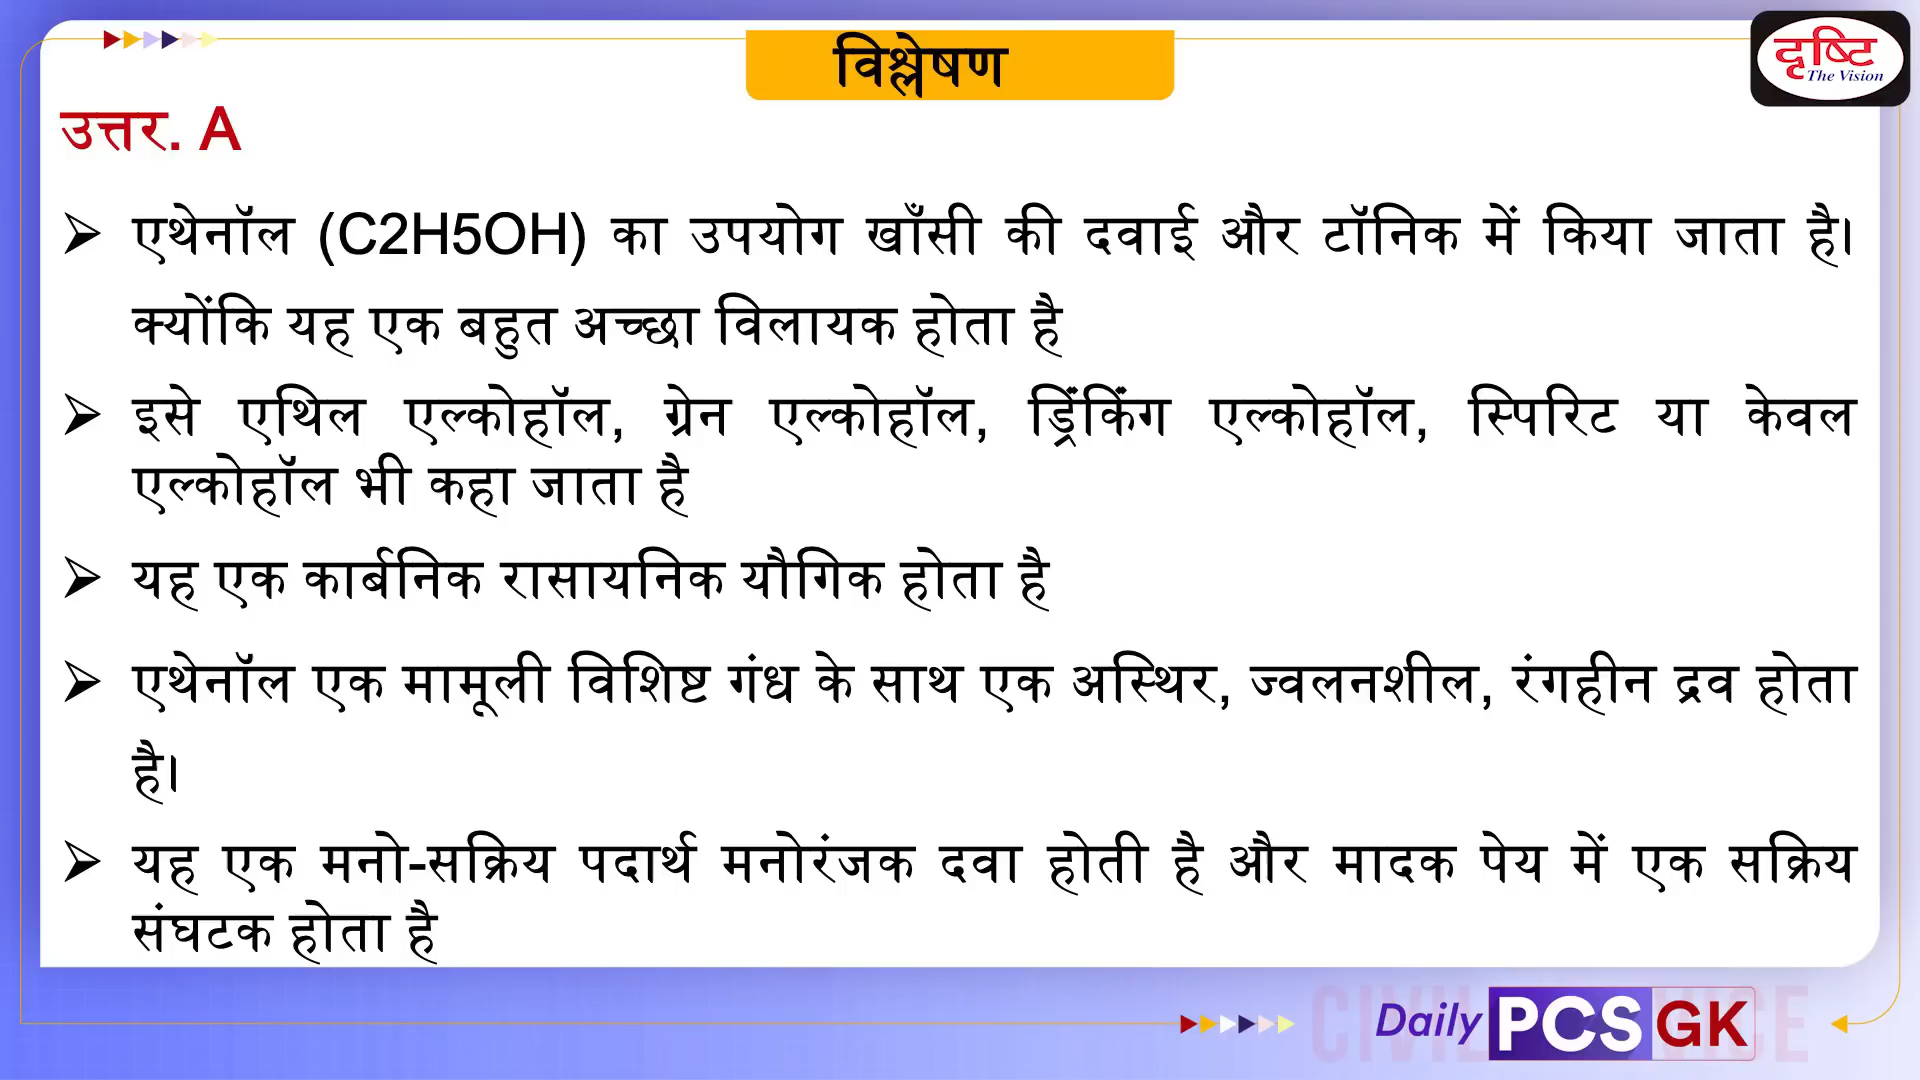 विश्लेषण
दृष्टि
The Vision
उत्तर. A
➢ एथेनॉल (C2H5OH) का उपयोग खाँसी की दवाई और टॉनिक में किया जाता है।
क्योंकि यह एक बहुत अच्छा विलायक होता है
➢ इसे एथिल एल्कोहॉल, ग्रेन एल्कोहॉल, ड्रिंकिंग एल्कोहॉल, स्पिरिट या केवल
एल्कोहॉल भी कहा जाता है
➢ यह एक कार्बनिक रासायनिक यौगिक होता है
➢ एथेनॉल एक मामूली विशिष्ट गंध के साथ एक अस्थिर, ज्वलनशील, रंगहीन द्रव होता
है।
➢ यह एक मनो-सक्रिय पदार्थ मनोरंजक दवा होती है और मादक पेय में एक सक्रिय
संघटक होता है
Daily PCS GK